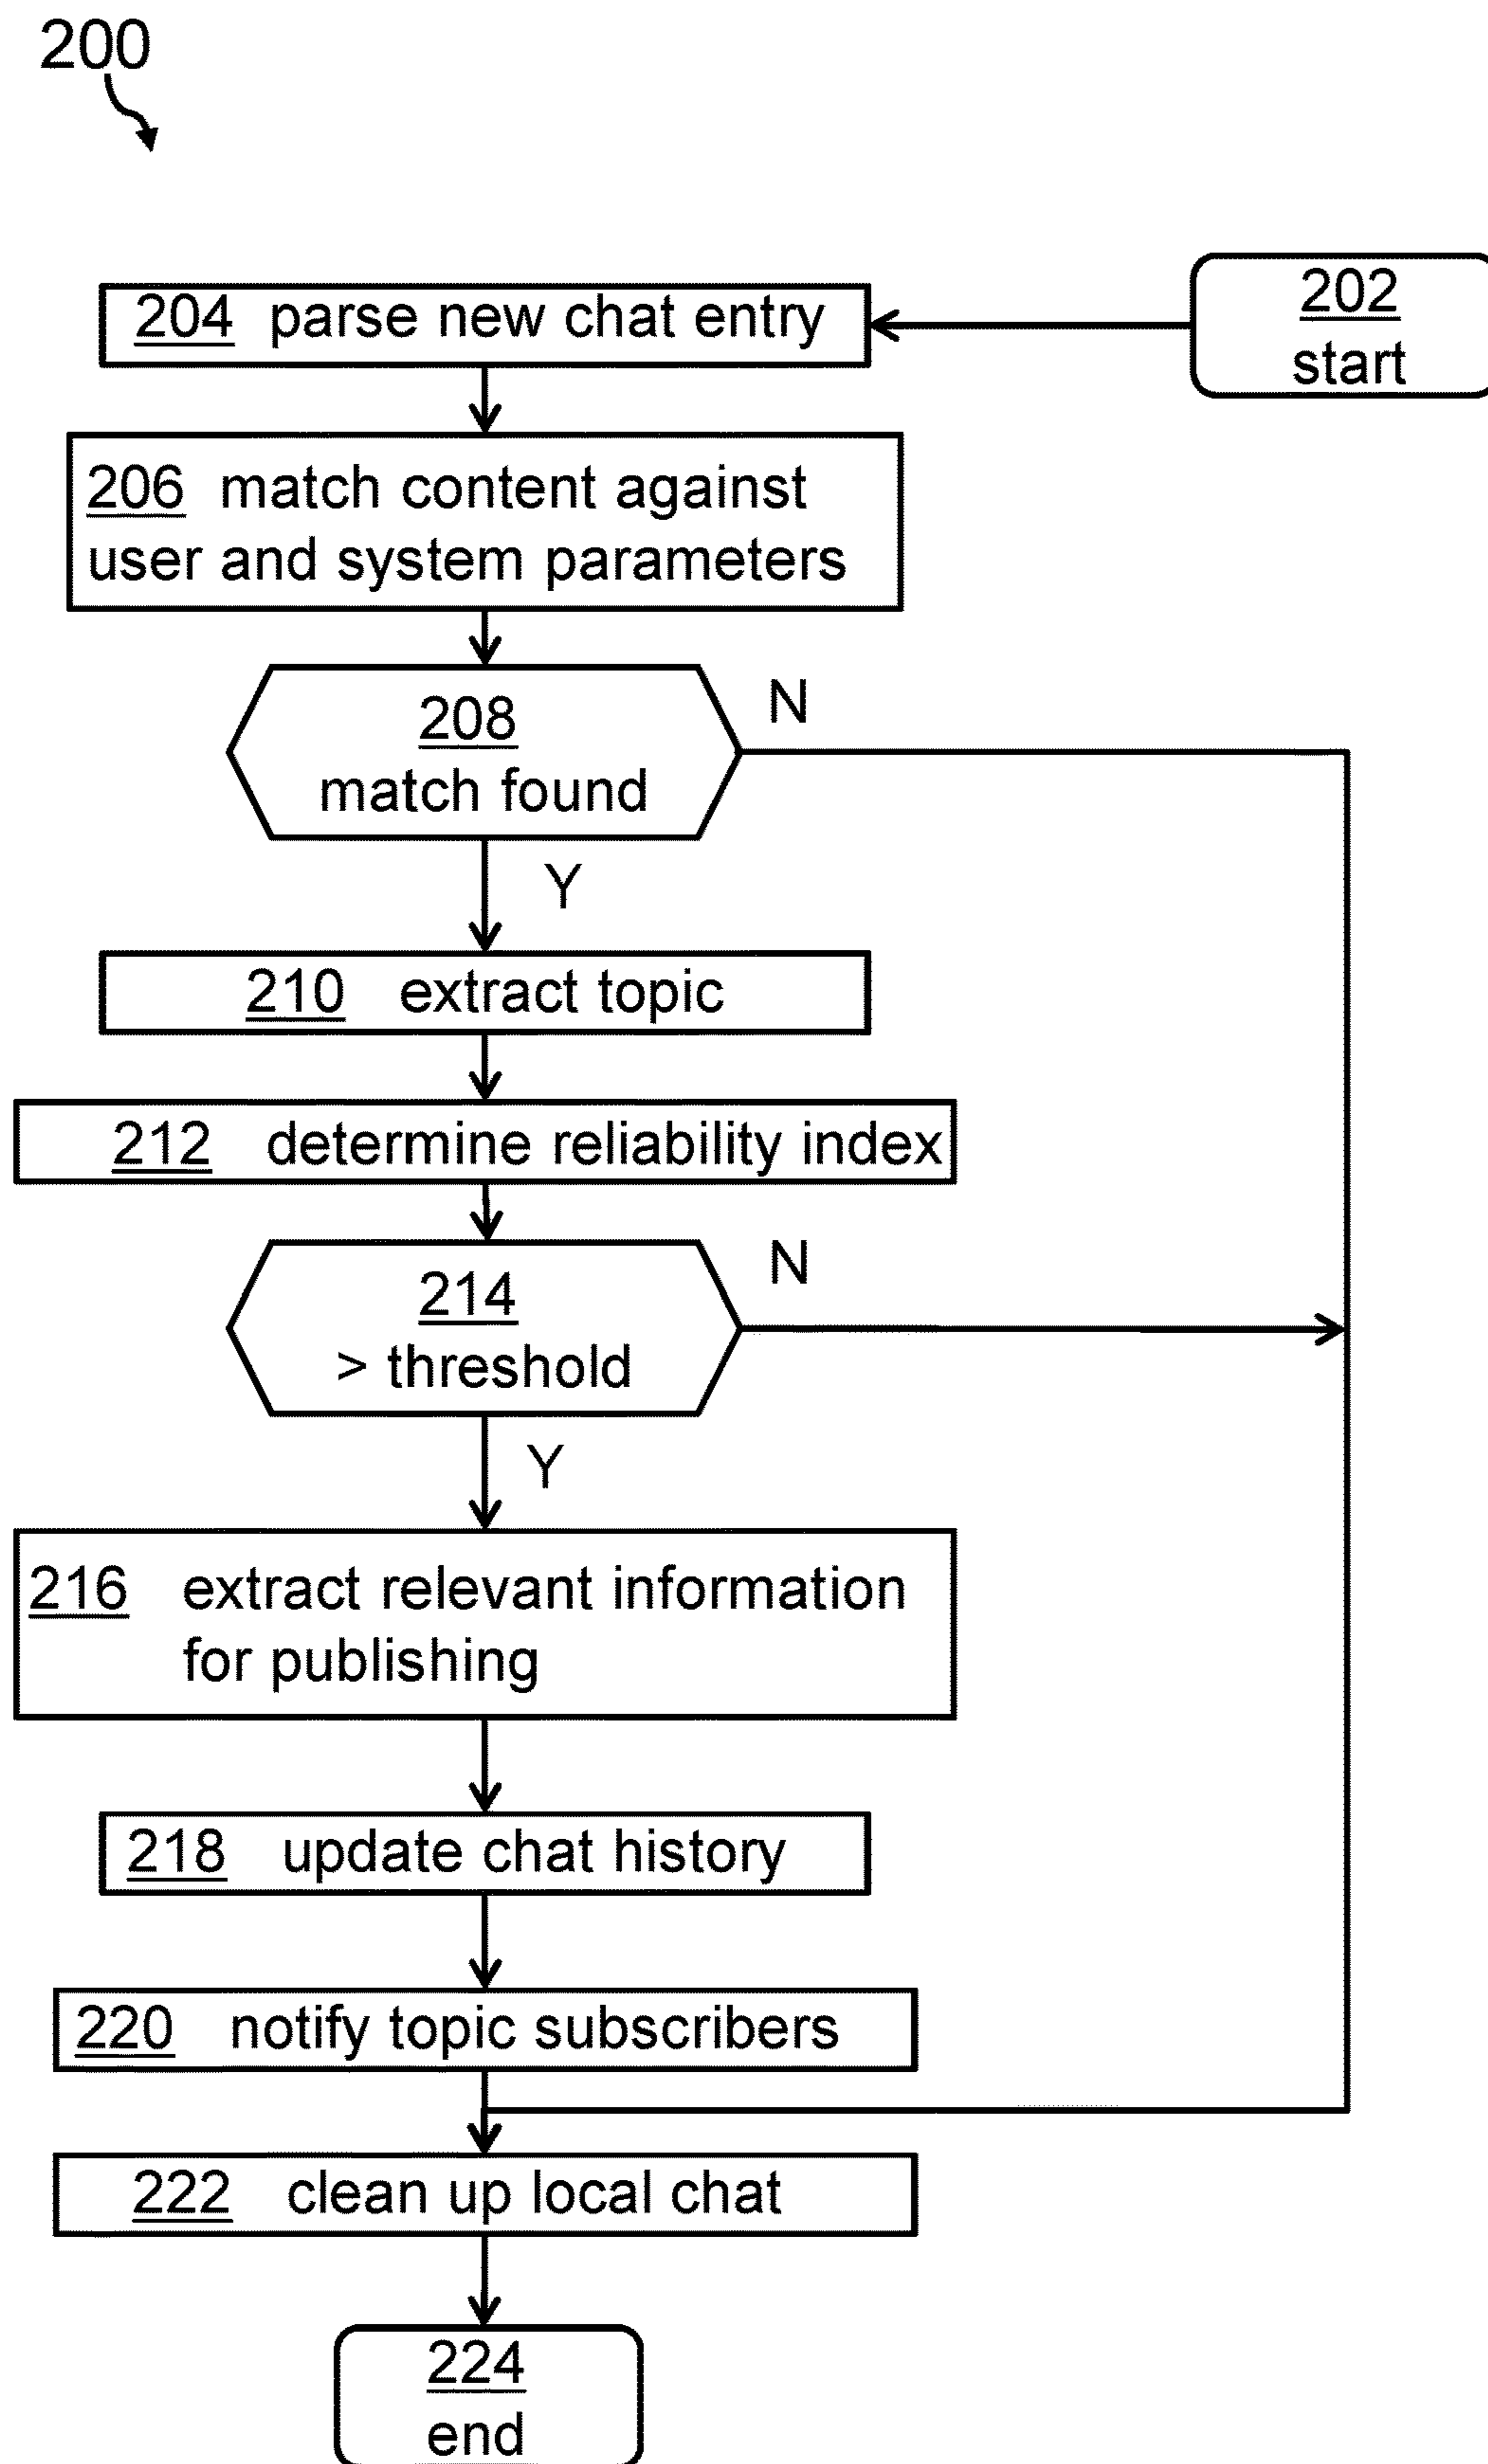 200
204 parse new chat entry
202
start
206 match content against
user and system parameters
208
match found
N
Y
210 extract topic
212 determine reliability index
214
> threshold
N
Y
216 extract relevant information
for publishing
218 update chat history
220 notify topic subscribers
222 clean up local chat
224
end